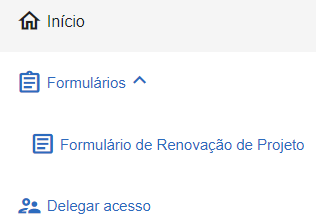 Início
Formulários
Formulário de Renovação de Projeto
Delegar acesso